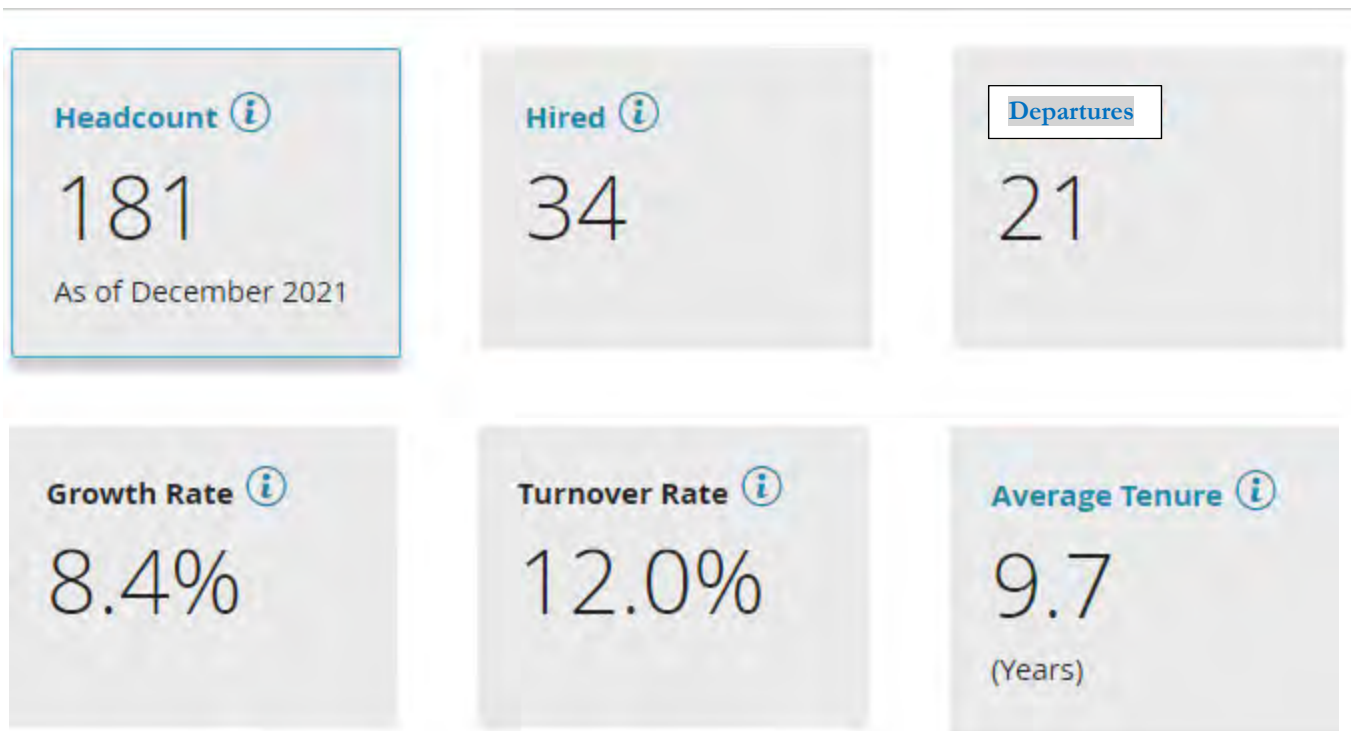 Headcount
181
As of December 2021
Hired
34
Departures
21
Growth Rate
8.4%
Turnover Rate
12.0%
Average Tenure
9.7
(Years)